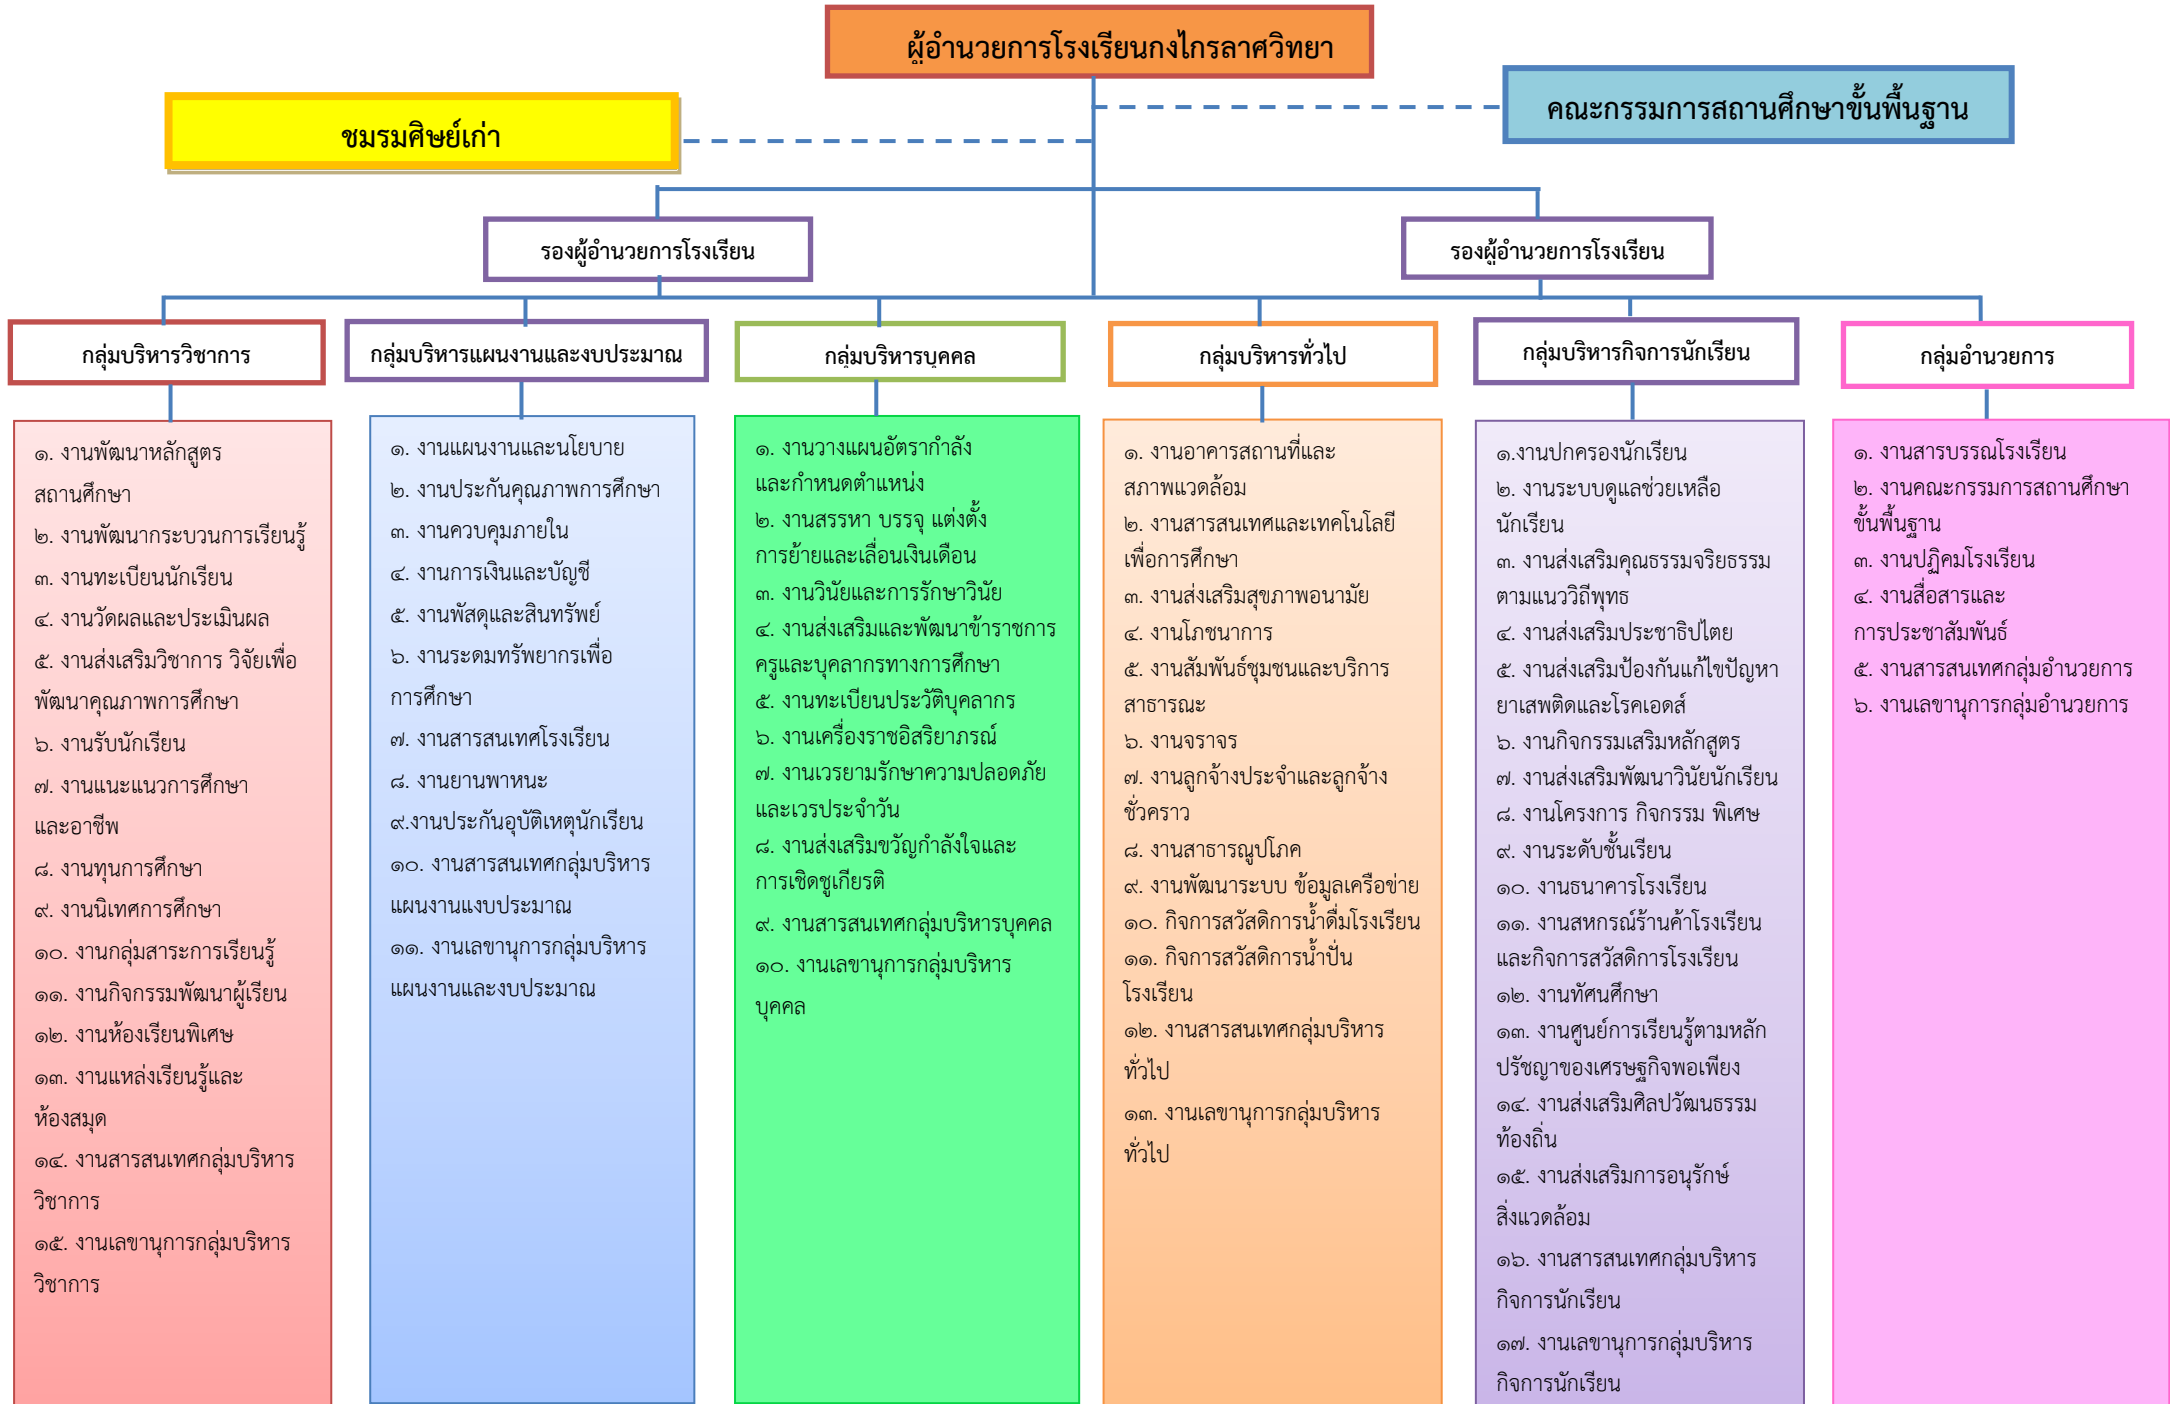 ผู้อำนวยการโรงเรียนกงไกรลาศวิทยา
คณะกรรมการสถานศึกษาขั้นพื้นฐาน
ชมรมศิษย์เก่า
รองผู้อำนวยการโรงเรียน
รองผู้อำนวยการโรงเรียน
กลุ่มบริหารวิชาการ
กลุ่มบริหารแผนงานและงบประมาณ
กลุ่มบริหารบุคคล
กลุ่มบริหารทั่วไป
กลุ่มบริหารกิจการนักเรียน
กลุ่มอำนวยการ
๑. งานพัฒนาหลักสูตร
สถานศึกษา
๒. งานพัฒนากระบวนการเรียนรู้
๓. งานทะเบียนนักเรียน
๔. งานวัดผลและประเมินผล
๕. งานส่งเสริมวิชาการ วิจัยเพื่อ
พัฒนาคุณภาพการศึกษา
๖. งานรับนักเรียน
๗. งานแนะแนวการศึกษา
และอาชีพ
๘. งานทุนการศึกษา
๙. งานนิเทศการศึกษา
๑๐. งานกลุ่มสาระการเรียนรู้
๑๑. งานกิจกรรมพัฒนาผู้เรียน
๑๒. งานห้องเรียนพิเศษ
๑๓. งานแหล่งเรียนรู้และ
ห้องสมุด
๑๔. งานสารสนเทศกลุ่มบริหาร
วิชาการ
๑๕. งานเลขานุการกลุ่มบริหาร
วิชาการ
๑. งานแผนงานและนโยบาย
๒. งานประกันคุณภาพการศึกษา
๓. งานควบคุมภายใน
๔. งานการเงินและบัญชี
๕. งานพัสดุและสินทรัพย์
๖. งานระดมทรัพยากรเพื่อ
การศึกษา
๗. งานสารสนเทศโรงเรียน
๘. งานยานพาหนะ
๙.งานประกันอุบัติเหตุนักเรียน
๑๐. งานสารสนเทศกลุ่มบริหาร
แผนงานแงบประมาณ
๑๑. งานเลขานุการกลุ่มบริหาร
แผนงานและงบประมาณ
๑. งานวางแผนอัตรากำลัง
และกำหนดตำแหน่ง
๒. งานสรรหา บรรจุ แต่งตั้ง
การย้ายและเลื่อนเงินเดือน
๓. งานวินัยและการรักษาวินัย
๔. งานส่งเสริมและพัฒนาข้าราชการ
ครูและบุคลากรทางการศึกษา
๕. งานทะเบียนประวัติบุคลากร
๖. งานเครื่องราชอิสริยาภรณ์
๗. งานเวรยามรักษาความปลอดภัย
และเวรประจำวัน
๘. งานส่งเสริมขวัญกำลังใจและ
การเชิดชูเกียรติ
๙. งานสารสนเทศกลุ่มบริหารบุคคล
๑๐. งานเลขานุการกลุ่มบริหาร
บุคคล
๑. งานอาคารสถานที่และ
สภาพแวดล้อม
๒. งานสารสนเทศและเทคโนโลยี
เพื่อการศึกษา
๓. งานส่งเสริมสุขภาพอนามัย
๔. งานโภชนาการ
๕. งานสัมพันธ์ชุมชนและบริการ
สาธารณะ
๖. งานจราจร
๗. งานลูกจ้างประจำและลูกจ้าง
ชั่วคราว
๘. งานสาธารณูปโภค
๙. งานพัฒนาระบบ ข้อมูลเครือข่าย
๑๐. กิจการสวัสดิการน้ำดื่มโรงเรียน
๑๑. กิจการสวัสดิการน้ำปั่น
โรงเรียน
๑๒. งานสารสนเทศกลุ่มบริหาร
ทั่วไป
๑๓. งานเลขานุการกลุ่มบริหาร
ทั่วไป
๑.งานปกครองนักเรียน
๒. งานระบบดูแลช่วยเหลือ
นักเรียน
๓. งานส่งเสริมคุณธรรมจริยธรรม
ตามแนววิถีพุทธ
๔. งานส่งเสริมประชาธิปไตย
๕. งานส่งเสริมป้องกันแก้ไขปัญหา
ยาเสพติดและโรคเอดส์
๖. งานกิจกรรมเสริมหลักสูตร
๗. งานส่งเสริมพัฒนาวินัยนักเรียน
๘. งานโครงการ กิจกรรม พิเศษ
๙. งานระดับชั้นเรียน
๑๐. งานธนาคารโรงเรียน
๑๑. งานสหกรณ์ร้านค้าโรงเรียน
และกิจการสวัสดิการโรงเรียน
๑๒. งานทัศนศึกษา
๑๓. งานศูนย์การเรียนรู้ตามหลัก
ปรัชญาของเศรษฐกิจพอเพียง
๑๔. งานส่งเสริมศิลปวัฒนธรรม
ท้องถิ่น
๑๕. งานส่งเสริมการอนุรักษ์
สิ่งแวดล้อม
๑๖. งานสารสนเทศกลุ่มบริหาร
กิจการนักเรียน
๑๗. งานเลขานุการกลุ่มบริหาร
กิจการนักเรียน
๑. งานสารบรรณโรงเรียน
๒. งานคณะกรรมการสถานศึกษา
ขั้นพื้นฐาน
๓. งานปฏิคมโรงเรียน
๔. งานสื่อสารและ
การประชาสัมพันธ์
๕. งานสารสนเทศกลุ่มอำนวยการ
๖. งานเลขานุการกลุ่มอำนวยการ